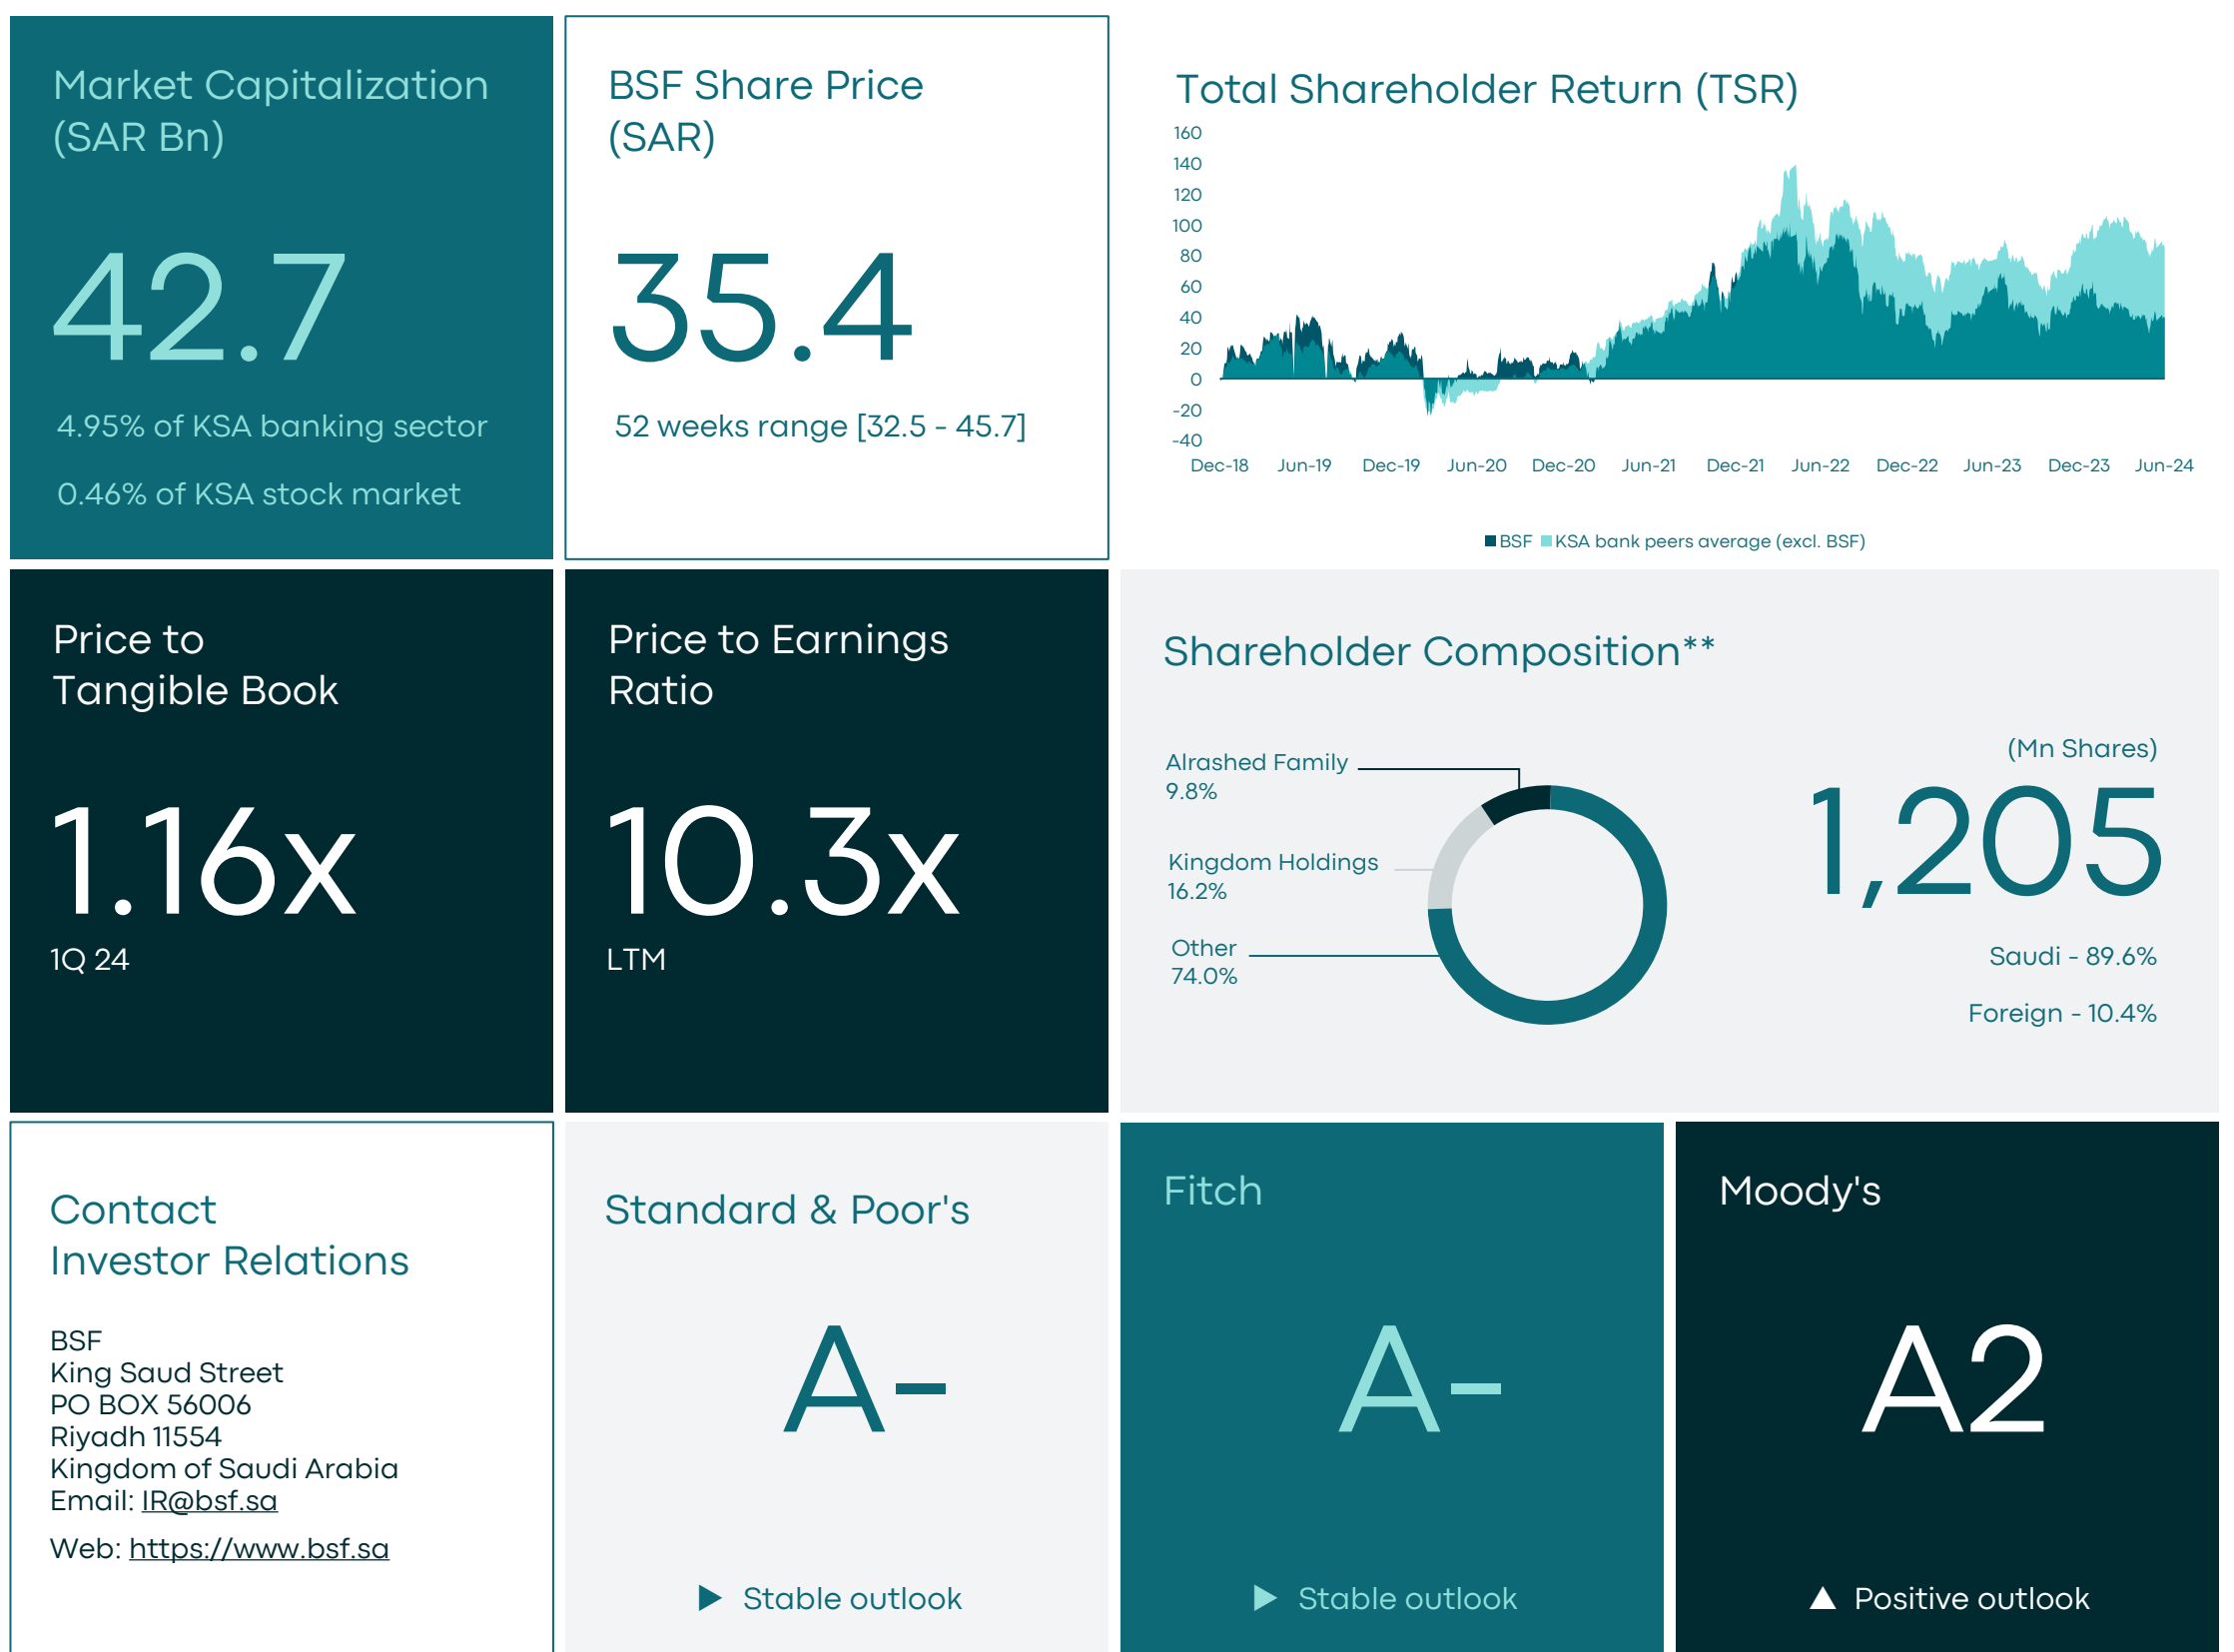 Market Capitalization
(SAR Bn)
42.7
4.95% of KSA banking sector
0.46% of KSA stock market
BSF Share Price
(SAR)
35.4
52 weeks range [32.5 - 45.7]
Total Shareholder Return (TSR)
160
140
120
100
80
60
40
20
0
-20
-40
Dec-18 Jun-19 Dec-19 Jun-20 Dec-20 Jun-21 Dec-21 Jun-22 Dec-22 Jun-23 Dec-23 Jun-24
BSF KSA bank peers average (excl. BSF)
Price to
Tangible Book
1.16x
1Q 24
Price to Earnings
Ratio
10.3x
LTM
Shareholder Composition**
Alrashed Family
9.8%
Kingdom Holdings
16.2%
Other
74.0%
(Mn Shares)
1,205
Saudi - 89.6%
Foreign - 10.4%
Contact
Investor Relations
BSF
King Saud Street
PO BOX 56006
Riyadh 11554
Kingdom of Saudi Arabia
Email: IR@bsf.sa
Web: https://www.bsf.sa
Standard & Poor's
A-
Stable outlook
Fitch
A-
Stable outlook
Moody's
A2
Positive outlook